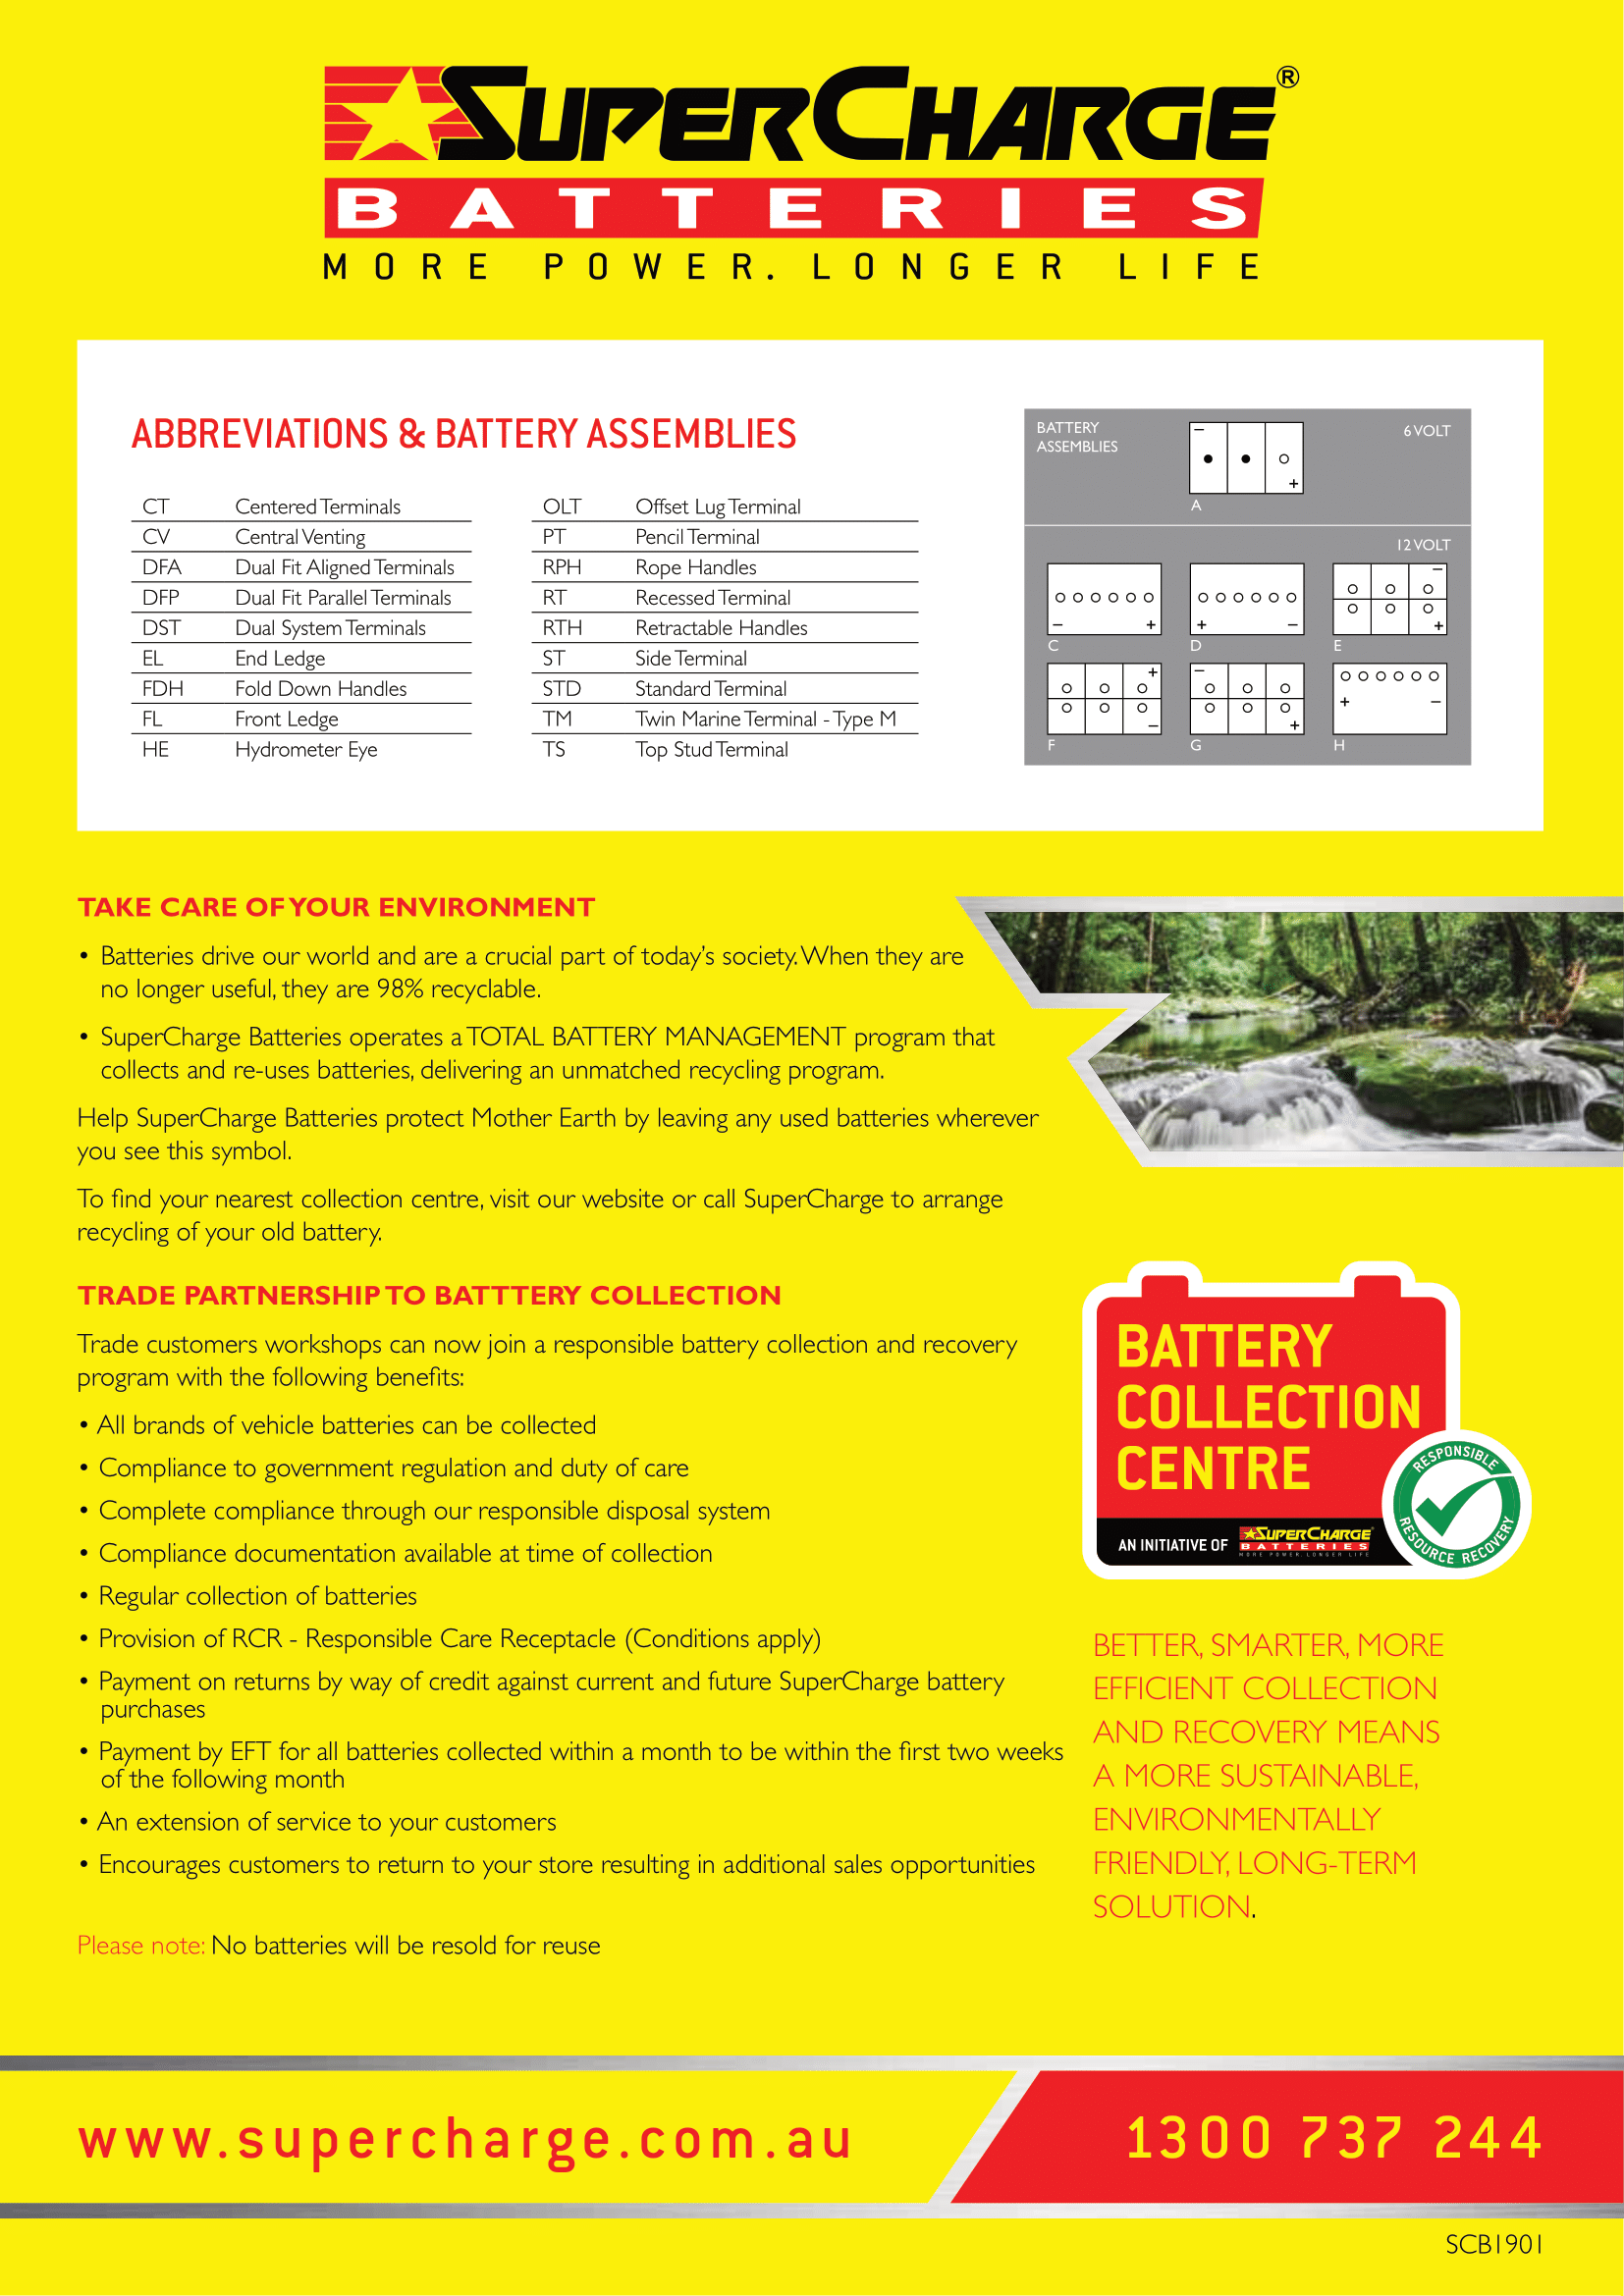 SUPERCHARGE®
BATTERIES
MORE POWER. LONGER LIFE
ABBREVIATIONS & BATTERY ASSEMBLIES
CT Centered Terminals
CV Central Venting
DFA Dual Fit Aligned Terminals
DFP Dual Fit Parallel Terminals
DST Dual System Terminals
EL End Ledge
FDH Fold Down Handles
FL Front Ledge
HE Hydrometer Eye
OLT Offset Lug Terminal
PT Pencil Terminal
RPH Rope Handles
RT Recessed Terminal
RTH Retractable Handles
ST Side Terminal
STD Standard Terminal
TM Twin Marine Terminal - Type M
TS Top Stud Terminal
BATTERY
ASSEMBLIES
6 VOLT
− +
A
12 VOLT
− +
C
+ −
D
− +
E
+ −
F
− +
G
+ −
H
TAKE CARE OF YOUR ENVIRONMENT
• Batteries drive our world and are a crucial part of today's society. When they are
no longer useful, they are 98% recyclable.
• SuperCharge Batteries operates a TOTAL BATTERY MANAGEMENT program that
collects and re-uses batteries, delivering an unmatched recycling program.
Help SuperCharge Batteries protect Mother Earth by leaving any used batteries wherever
you see this symbol.
To find your nearest collection centre, visit our website or call SuperCharge to arrange
recycling of your old battery.
TRADE PARTNERSHIP TO BATTTERY COLLECTION
Trade customers workshops can now join a responsible battery collection and recovery
program with the following benefits:
• All brands of vehicle batteries can be collected
• Compliance to government regulation and duty of care
• Complete compliance through our responsible disposal system
• Compliance documentation available at time of collection
• Regular collection of batteries
• Provision of RCR - Responsible Care Receptacle (Conditions apply)
• Payment on returns by way of credit against current and future SuperCharge battery
purchases
• Payment by EFT for all batteries collected within a month to be within the first two weeks
of the following month
• An extension of service to your customers
• Encourages customers to return to your store resulting in additional sales opportunities
Please note: No batteries will be resold for reuse
BATTERY
COLLECTION
CENTRE
AN INITIATIVE OF SUPERCHARGE
BATTERIES
MORE POWER. LONGER LIFE
RESPONSIBLE
RESOURCE RECOVERY
BETTER, SMARTER, MORE
EFFICIENT COLLECTION
AND RECOVERY MEANS
A MORE SUSTAINABLE,
ENVIRONMENTALLY
FRIENDLY, LONG-TERM
SOLUTION.
www.supercharge.com.au
1300 737 244
SCB1901